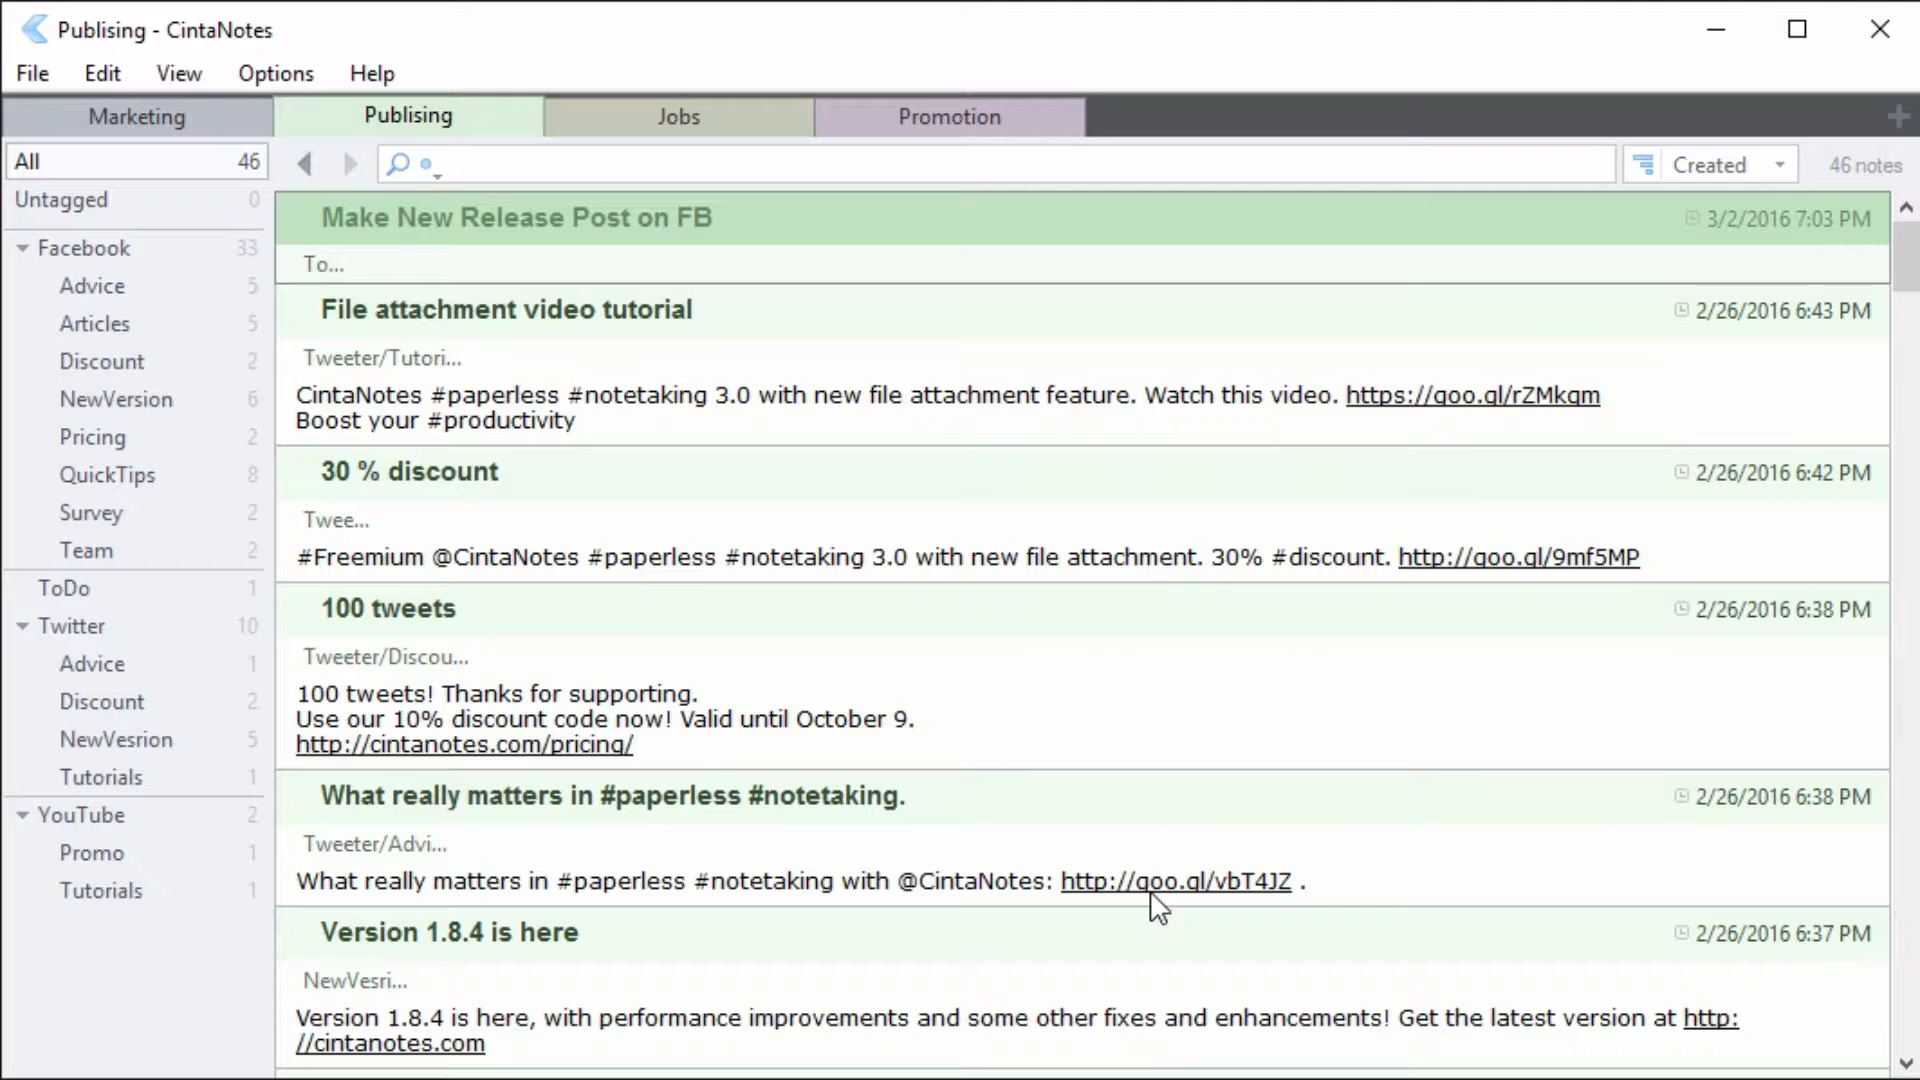 Publising - CintaNotes
File Edit View Options Help
Marketing Publising Jobs Promotion
All 46
Created 46 notes
Untagged 0
Facebook 33
Advice 5
Articles 5
Discount 2
NewVersion 6
Pricing 2
QuickTips 8
Survey 2
Team 2
ToDo 1
Twitter 10
Advice 1
Discount 2
NewVesrion 5
Tutorials 1
YouTube 2
Promo 1
Tutorials 1
Make New Release Post on FB 3/2/2016 7:03 PM
To...
File attachment video tutorial 2/26/2016 6:43 PM
Tweeter/Tutori...
CintaNotes #paperless #notetaking 3.0 with new file attachment feature. Watch this video. https://goo.gl/rZMkqm
Boost your #productivity
30 % discount 2/26/2016 6:42 PM
Twee...
#Freemium @CintaNotes #paperless #notetaking 3.0 with new file attachment. 30% #discount. http://goo.gl/9mf5MP
100 tweets 2/26/2016 6:38 PM
Tweeter/Discou...
100 tweets! Thanks for supporting.
Use our 10% discount code now! Valid until October 9.
http://cintanotes.com/pricing/
What really matters in #paperless #notetaking. 2/26/2016 6:38 PM
Tweeter/Advi...
What really matters in #paperless #notetaking with @CintaNotes: http://goo.gl/vbT4JZ .
Version 1.8.4 is here 2/26/2016 6:37 PM
NewVesri...
Version 1.8.4 is here, with performance improvements and some other fixes and enhancements! Get the latest version at http:
//cintanotes.com